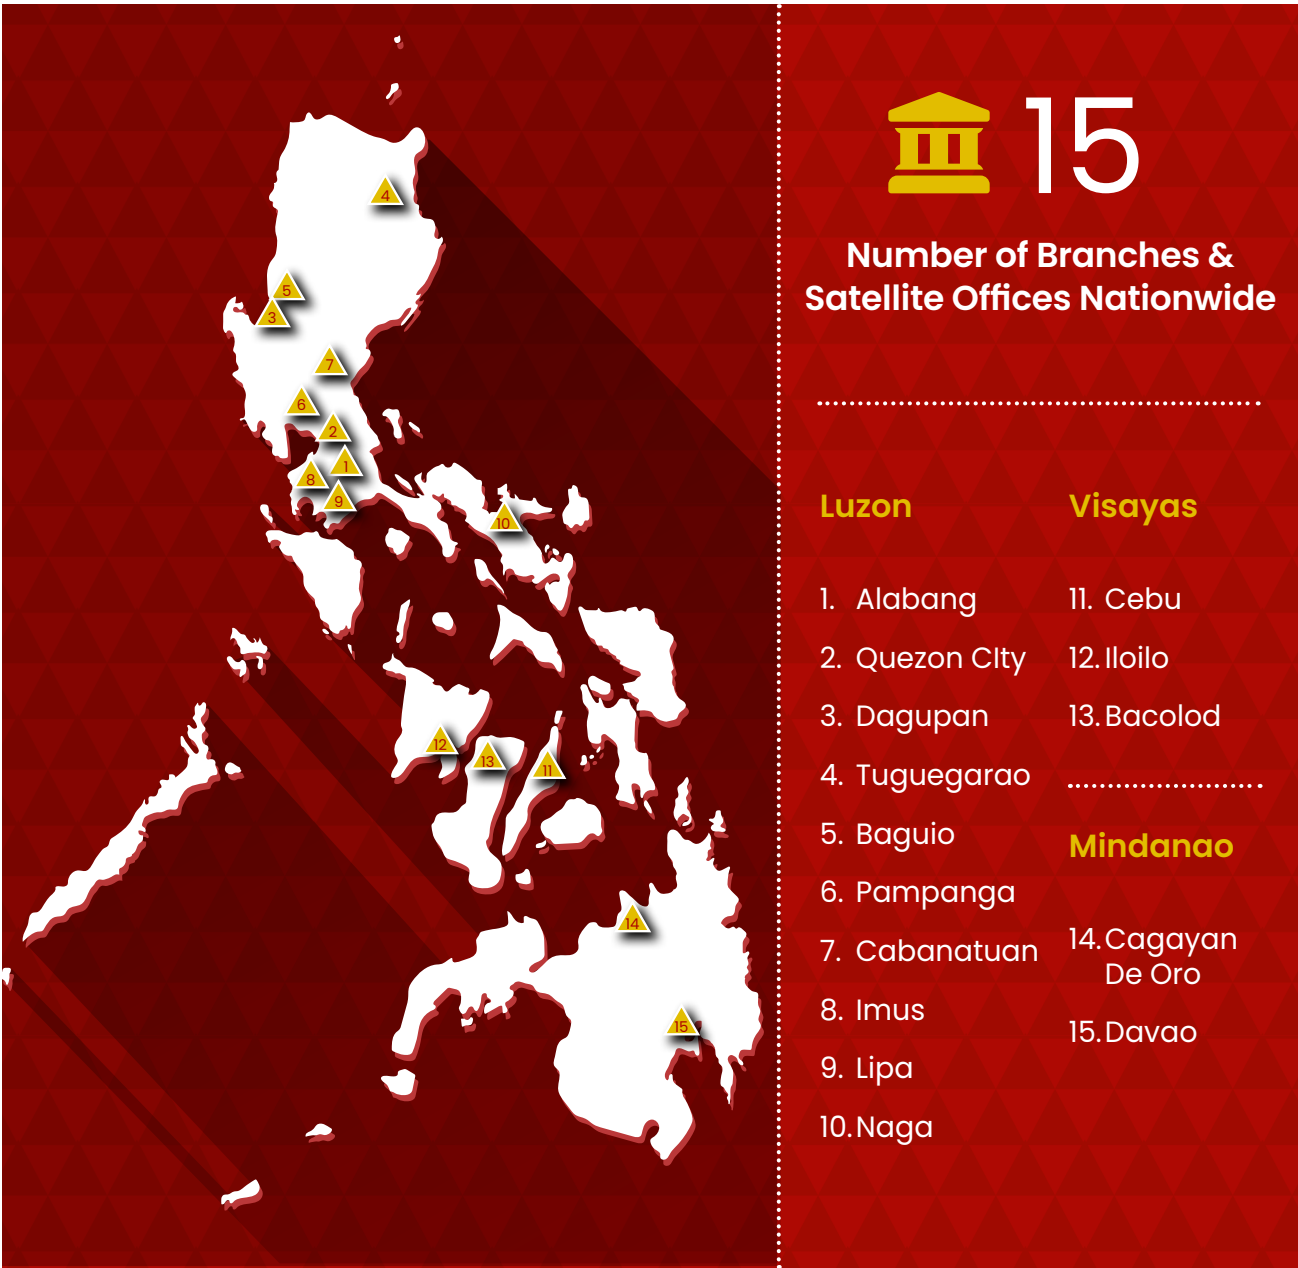 15
Number of Branches &
Satellite Offices Nationwide
Luzon
1. Alabang
2. Quezon CIty
3. Dagupan
4. Tuguegarao
5. Baguio
6. Pampanga
7. Cabanatuan
8. Imus
9. Lipa
10. Naga
Visayas
11. Cebu
12. Iloilo
13. Bacolod
Mindanao
14. Cagayan
De Oro
15. Davao
4
5
3
7
6
2
1
8
9
10
12
13
11
14
15